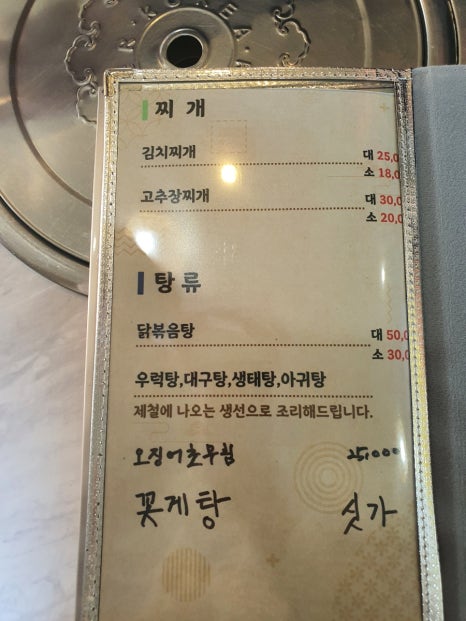 KOREA
찌개
김치찌개 대 25,0
소 18,0
고추장찌개 대 30,0
소 20,0
탕류
닭볶음탕 대 50,0
소 30,0
우럭탕,대구탕,생태탕,아귀탕
제철에 나오는 생선으로 조리해드립니다.
오징어초무침 25,000
꽃게탕 싯가